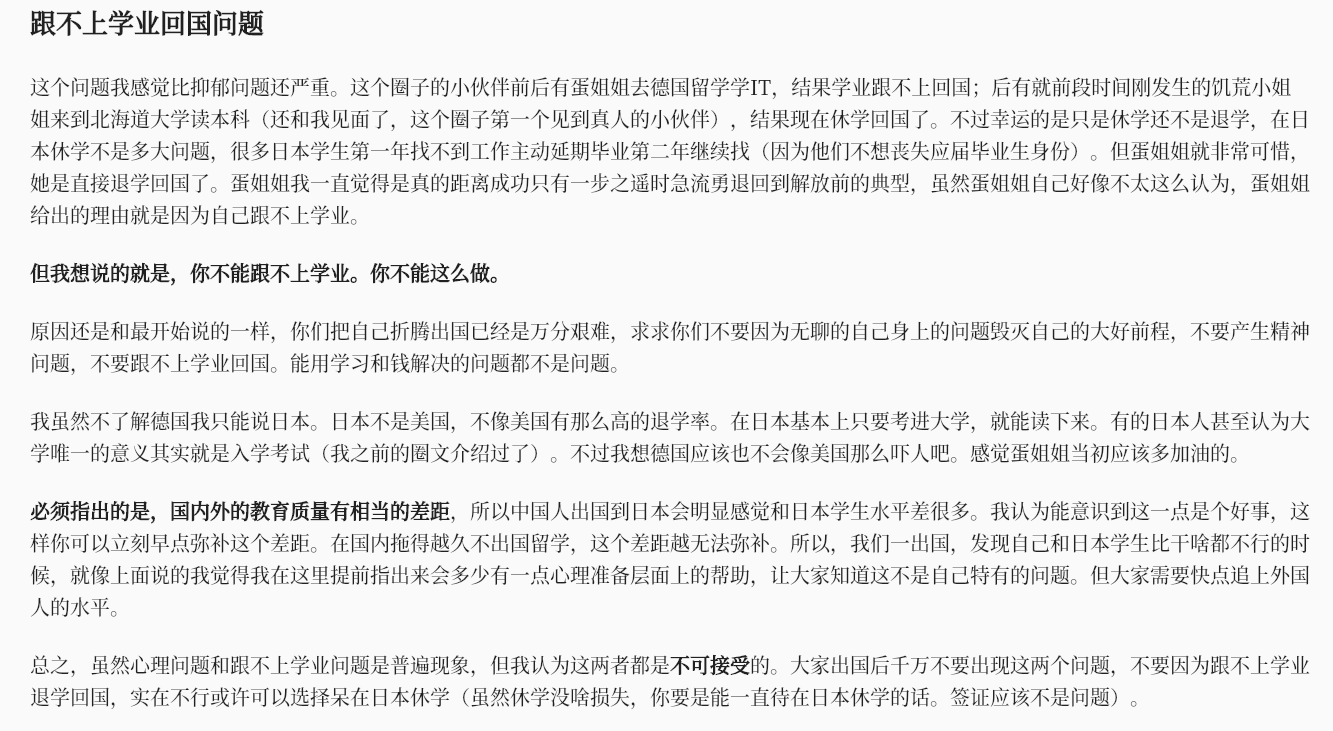 跟不上学业回国问题
这个问题我感觉比抑郁问题还严重。这个圈子的小伙伴前后有蛋姐姐去德国留学学IT，结果学业跟不上回国；后有就前段时间刚发生的饥荒小姐
姐来到北海道大学读本科（还和我见面了，这个圈子第一个见到真人的小伙伴），结果现在休学回国了。不过幸运的是只是休学还不是退学，在日
本休学不是多大问题，很多日本学生第一年找不到工作主动延期毕业第二年继续找（因为他们不想丧失应届毕业生身份）。但蛋姐姐就非常可惜，
她是直接退学回国了。蛋姐姐我一直觉得是真的距离成功只有一步之遥时急流勇退回到解放前的典型，虽然蛋姐姐自己好像不太这么认为，蛋姐姐
给出的理由就是因为自己跟不上学业。
但我想说的就是，你不能跟不上学业。你不能这么做。
原因还是和最开始说的一样，你们把自己折腾出国已经是万分艰难，求求你们不要因为无聊的自己身上的问题毁灭自己的大好前程，不要产生精神
问题，不要跟不上学业回国。能用学习和钱解决的问题都不是问题。
我虽然不了解德国我只能说日本。日本不是美国，不像美国有那么高的退学率。在日本基本上只要考进大学，就能读下来。有的日本人甚至认为大
学唯一的意义其实就是入学考试（我之前的圈文介绍过了）。不过我想德国应该也不会像美国那么吓人吧。感觉蛋姐姐当初应该多加油的。
必须指出的是，国内外的教育质量有相当的差距，所以中国人出国到日本会明显感觉和日本学生水平差很多。我认为能意识到这一点是个好事，这
样你可以立刻早点弥补这个差距。在国内拖得越久不出国留学，这个差距越无法弥补。所以，我们一出国，发现自己和日本学生比干啥都不行的时
候，就像上面说的我觉得我在这里提前指出来会多少有一点心理准备层面上的帮助，让大家知道这不是自己特有的问题。但大家需要快点追上外国
人的水平。
总之，虽然心理问题和跟不上学业问题是普遍现象，但我认为这两者都是不可接受的。大家出国后千万不要出现这两个问题，不要因为跟不上学业
退学回国，实在不行或许可以选择呆在日本休学（虽然休学没啥损失，你要是能一直待在日本休学的话。签证应该不是问题）。